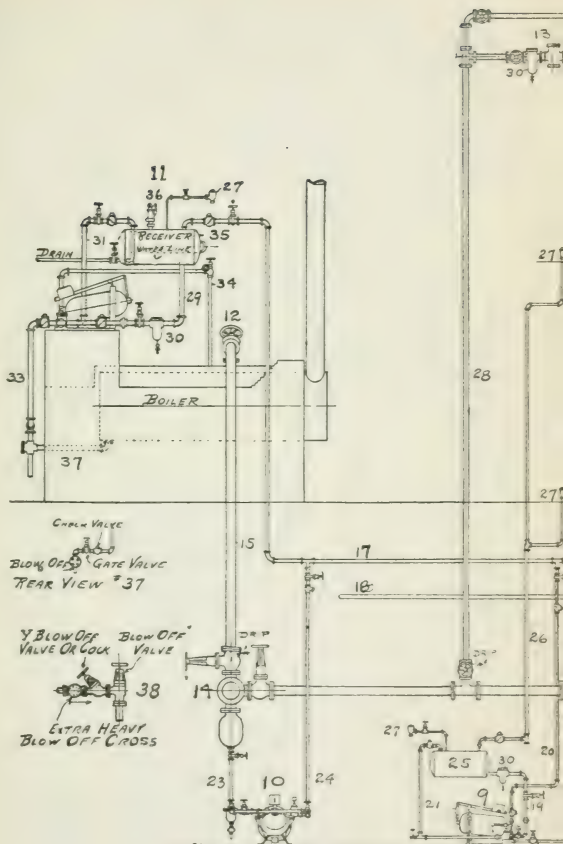 13
30
11
36
27
31
RECEIVER
35
DRAIN
34
29
12
30
33
28
BOILER
37
27
27
CHECK VALVE
BLOW OFF
GATE VALVE
REAR VIEW #37
15
17
18
Y BLOW OFF
VALVE OR COCK
BLOW OFF
VALVE
38
EXTRA HEAVY
BLOW OFF CROSS
DRIP
14
DRIP
26
27
25
30
20
23
10
24
21
9
19